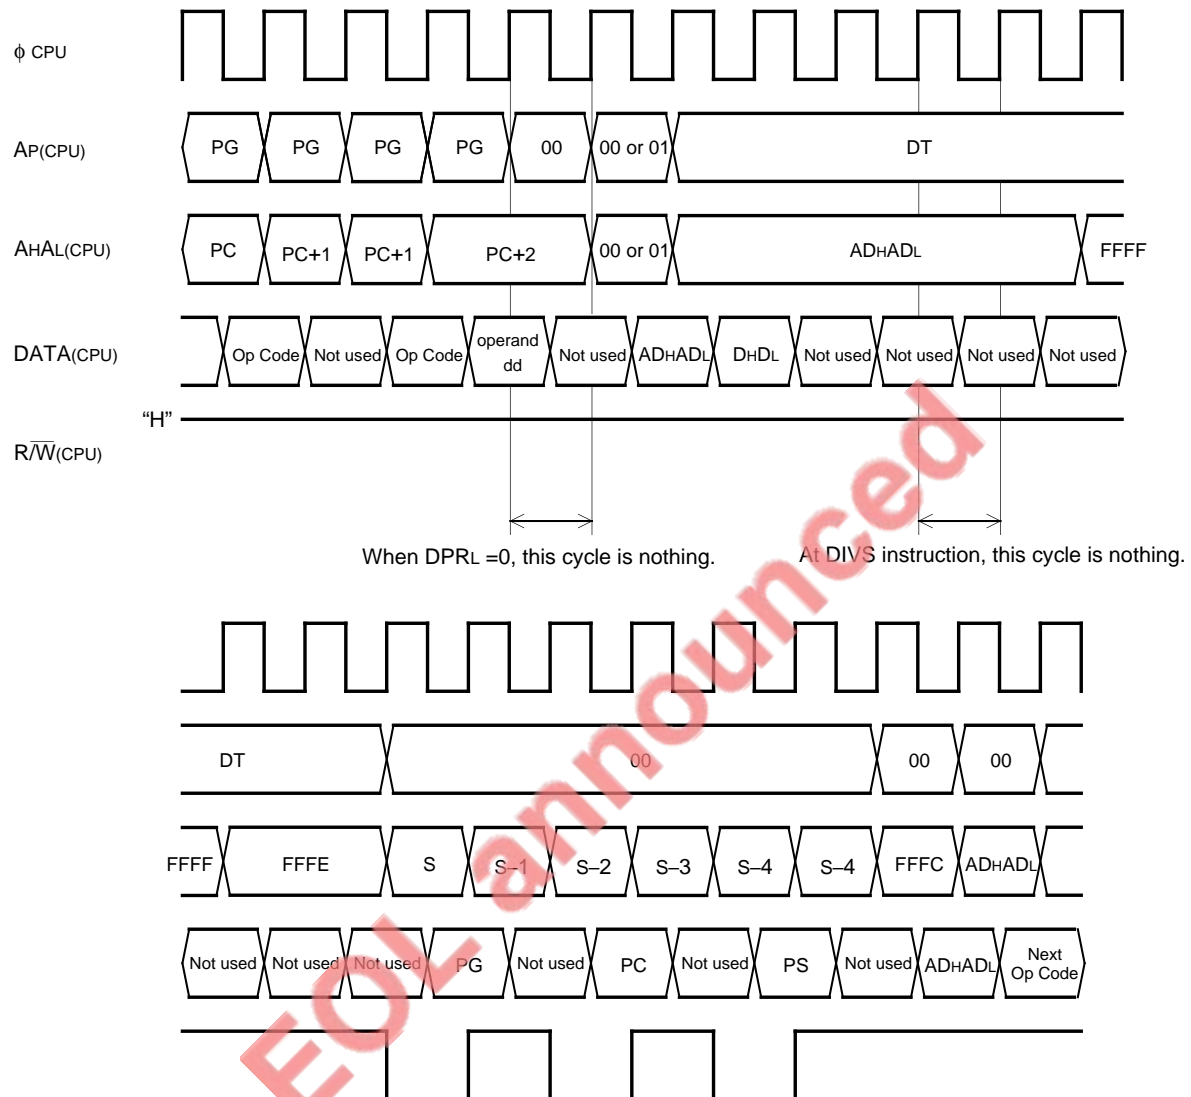 ϕ CPU
AP(CPU)
PG PG PG PG 00 00 or 01 DT
AHAL(CPU)
PC PC+1 PC+1 PC+2 00 or 01 ADHADL FFFF
DATA(CPU)
Op Code Not used Op Code operand dd Not used ADHADL DHDL Not used Not used Not used Not used
“H”
R/W(CPU)
When DPRL =0, this cycle is nothing.
At DIVS instruction, this cycle is nothing.
DT 00 00 00
FFFF FFFE S S–1 S–2 S–3 S–4 S–4 FFFC ADHADL
Not used Not used Not used PG Not used PC Not used PS Not used ADHADL Next Op Code
EOL announced